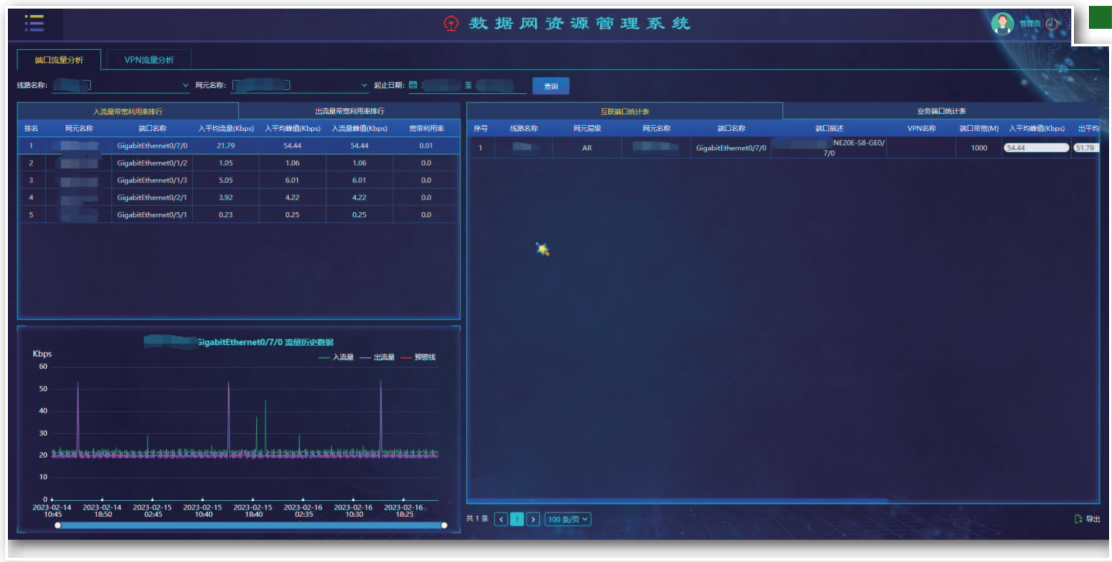 数据网资源管理系统
管理员
端口流量分析 VPN流量分析
线路名称: 网元名称: 起止日期: 至 查询
入流量带宽利用率排行 出流量带宽利用率排行
排名 网元名称 端口名称 入平均流量(Kbps) 入平均峰值(Kbps) 入流量峰值(Kbps) 宽带利用率
1 GigabitEthernet0/7/0 21.79 54.44 54.44 0.01
2 GigabitEthernet0/1/2 1.05 1.06 1.06 0.0
3 GigabitEthernet0/1/3 5.05 6.01 6.01 0.0
4 GigabitEthernet0/2/1 3.92 4.22 4.22 0.0
5 GigabitEthernet0/5/1 0.23 0.25 0.25 0.0
互联端口统计表 业务端口统计表
序号 线路名称 网元层级 网元名称 端口名称 端口描述 VPN名称 端口带宽(M) 入平均峰值(Kbps) 出平均
1 AR GigabitEthernet0/7/0 NE20E-S8-GE0/ 1000 54.44 51.78
7/0
GigabitEthernet0/7/0 流量历史数据
Kbps
入流量 出流量 预警线
60
50
40
30
20
10
0
2023-02-14 2023-02-14 2023-02-15 2023-02-15 2023-02-15 2023-02-16 2023-02-16 2023-02-16
10:45 18:50 02:45 10:40 18:40 02:35 10:30 18:25
共 1 条 1 100 条/页 导出